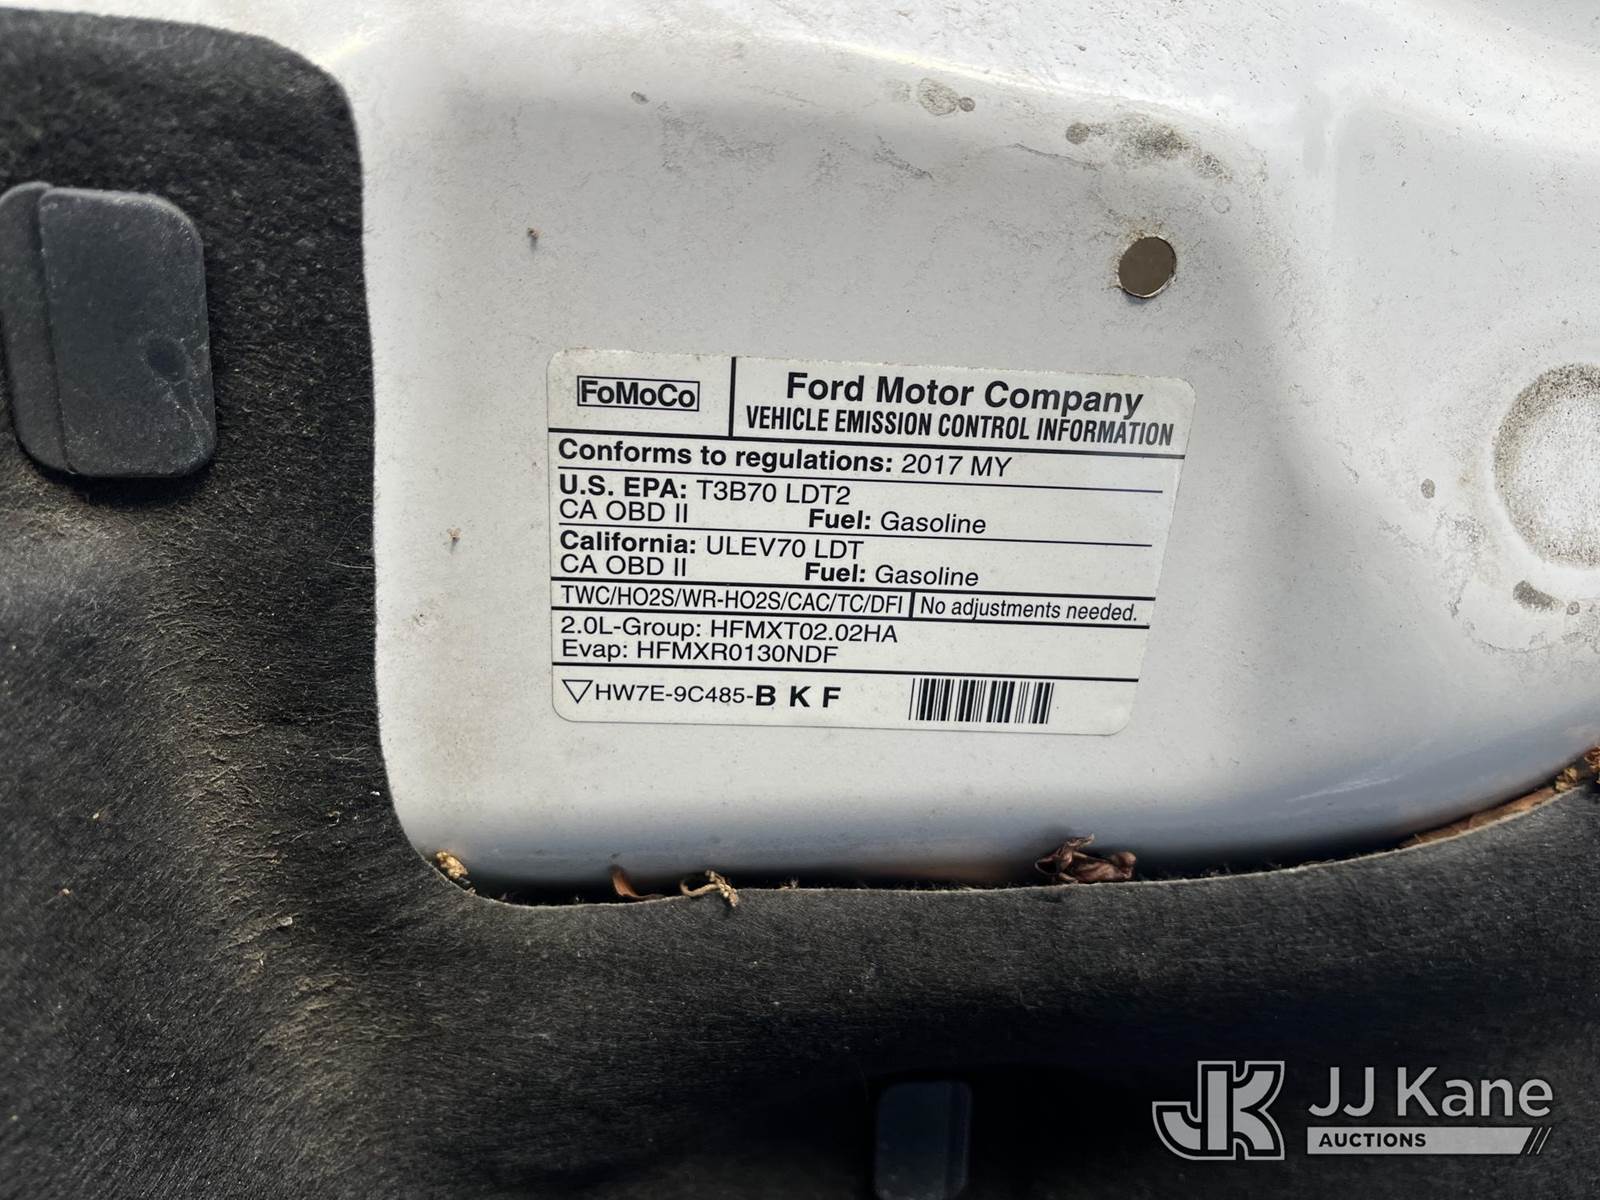 FoMoCo
Ford Motor Company
VEHICLE EMISSION CONTROL INFORMATION
Conforms to regulations: 2017 MY
U.S. EPA: T3B70 LDT2
CA OBD II Fuel: Gasoline
California: ULEV70 LDT
CA OBD II Fuel: Gasoline
TWC/HO2S/WR-HO2S/CAC/TC/DFI No adjustments needed.
2.0L-Group: HFMXT02.02HA
Evap: HFMXR0130NDF
HW7E-9C485-B K F
JK JJ Kane
AUCTIONS